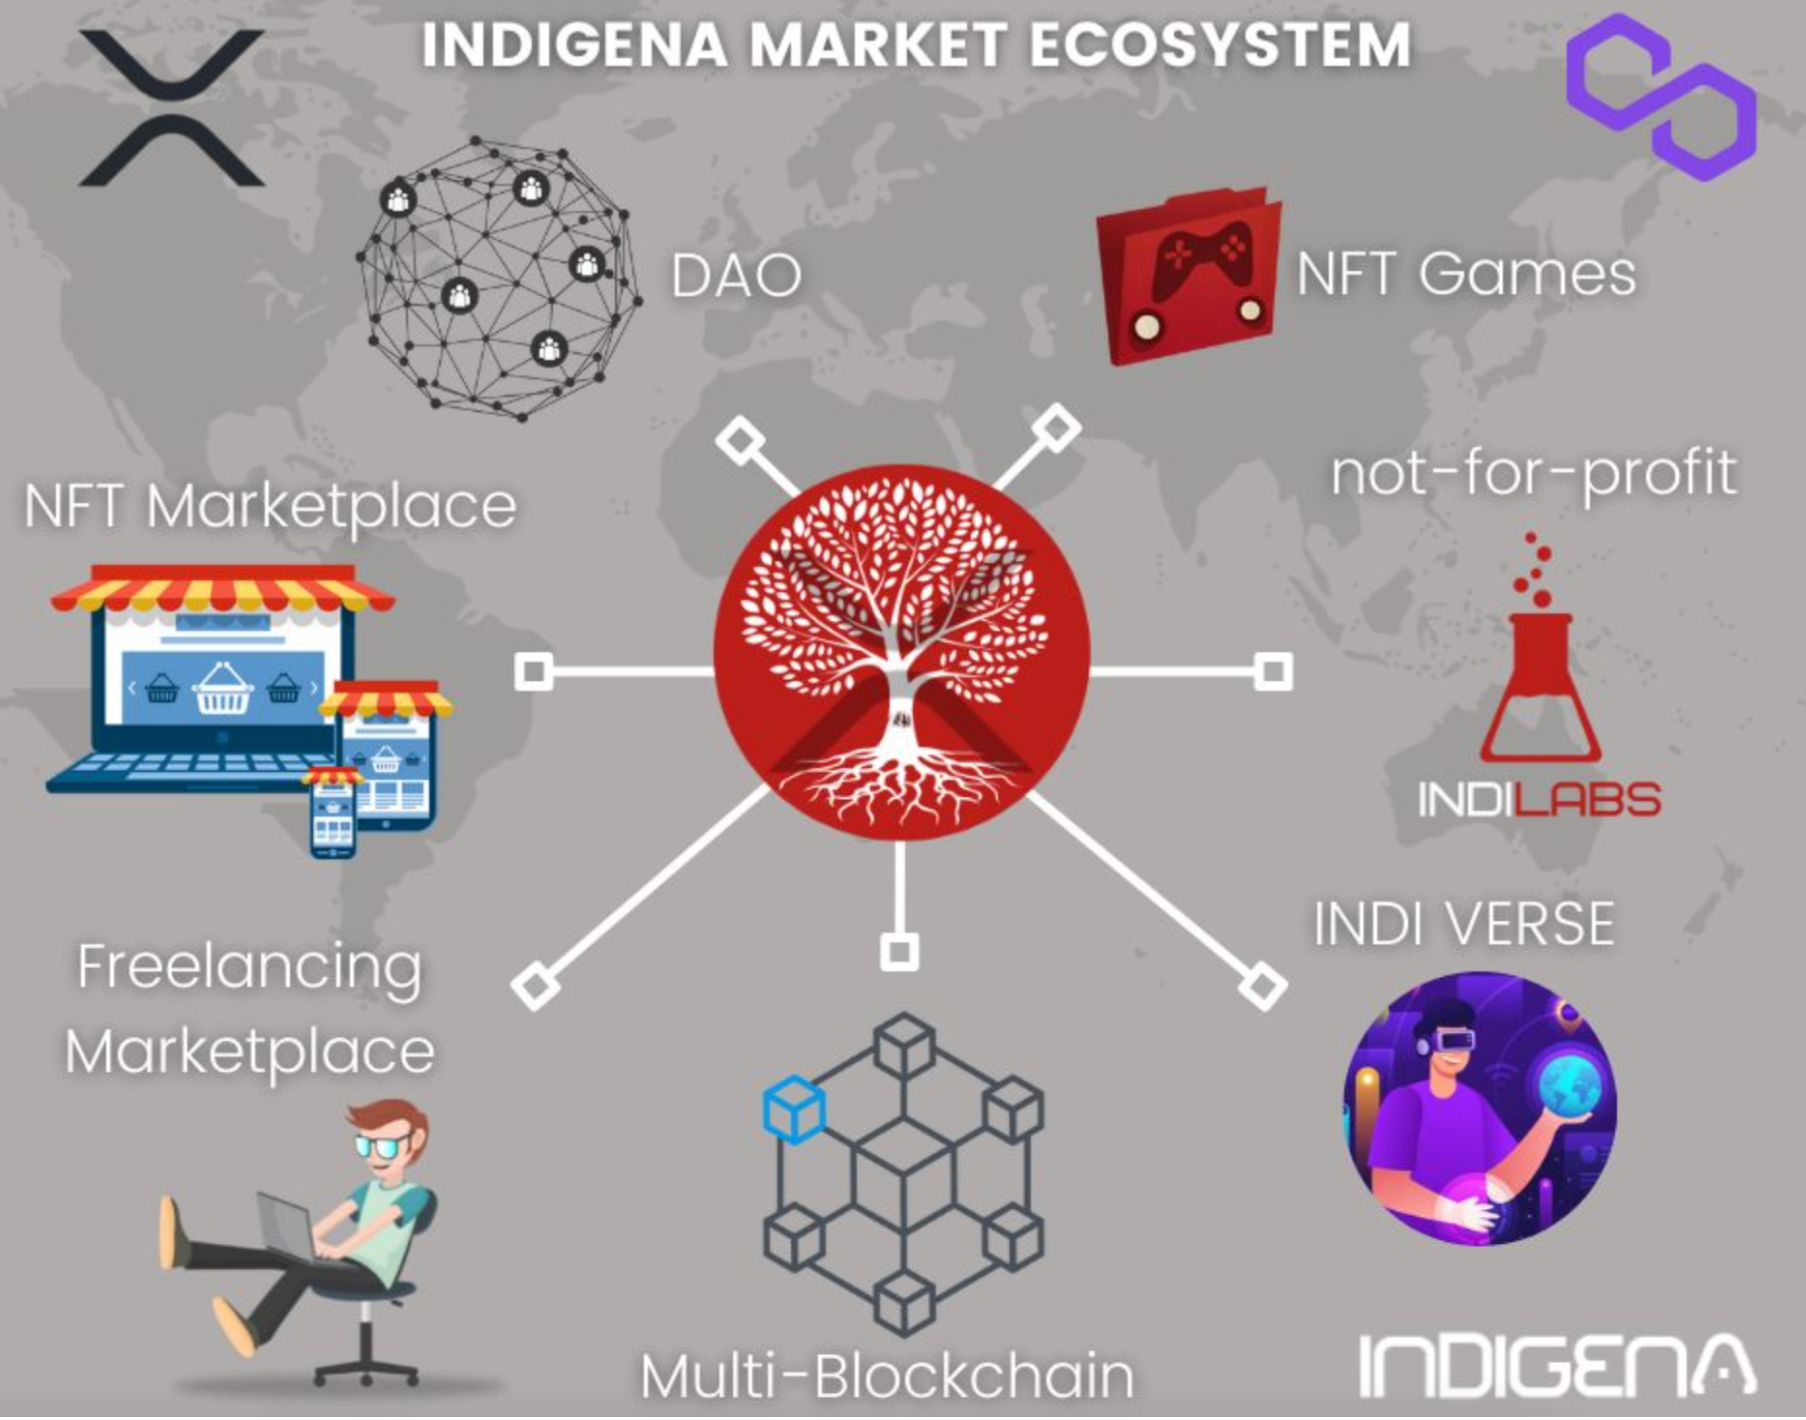 INDIGENA MARKET ECOSYSTEM
DAO
NFT Games
NFT Marketplace
not-for-profit
INDILABS
Freelancing
Marketplace
INDI VERSE
Multi-Blockchain
INDIGENA